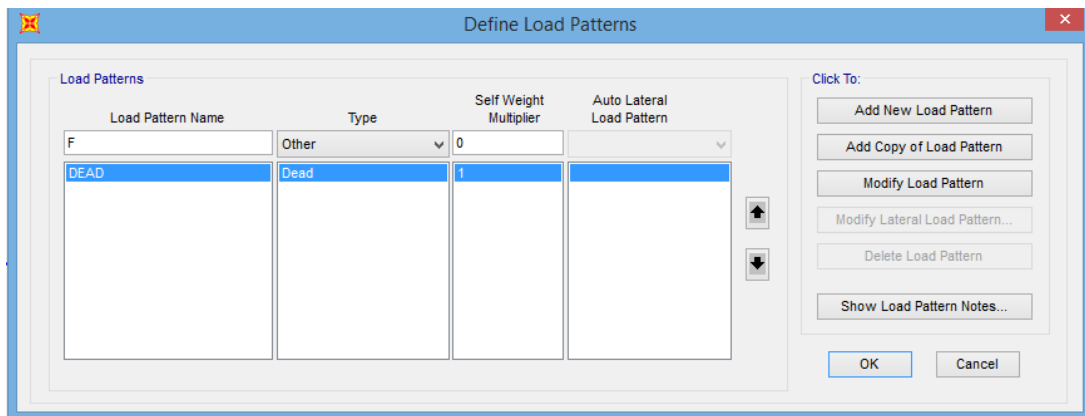 Define Load Patterns
Load Patterns
Click To:
Load Pattern Name
Type
Self Weight
Multiplier
Auto Lateral
Load Pattern
F
Other
0
DEAD
Dead
1
Add New Load Pattern
Add Copy of Load Pattern
Modify Load Pattern
Modify Lateral Load Pattern...
Delete Load Pattern
Show Load Pattern Notes...
OK
Cancel